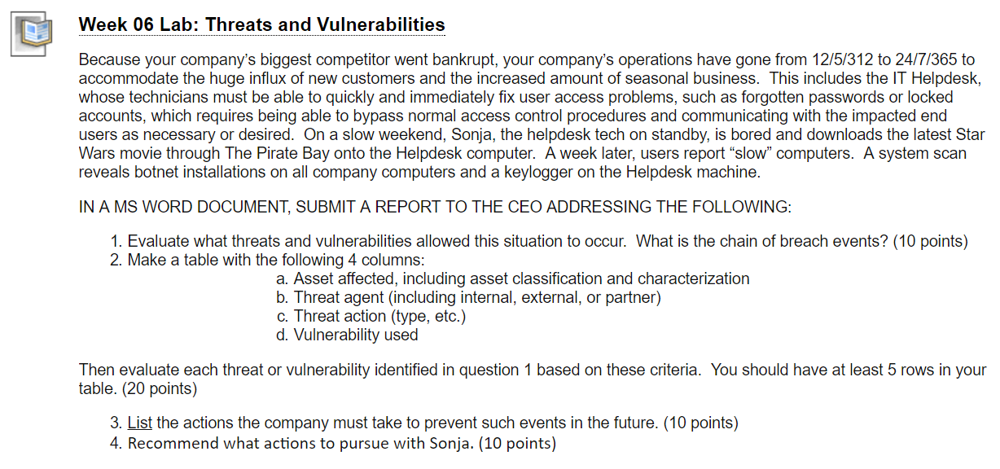 Week 06 Lab: Threats and Vulnerabilities
Because your company's biggest competitor went bankrupt, your company's operations have gone from 12/5/312 to 24/7/365 to
accommodate the huge influx of new customers and the increased amount of seasonal business.  This includes the IT Helpdesk,
whose technicians must be able to quickly and immediately fix user access problems, such as forgotten passwords or locked
accounts, which requires being able to bypass normal access control procedures and communicating with the impacted end
users as necessary or desired.  On a slow weekend, Sonja, the helpdesk tech on standby, is bored and downloads the latest Star
Wars movie through The Pirate Bay onto the Helpdesk computer.  A week later, users report “slow” computers.  A system scan
reveals botnet installations on all company computers and a keylogger on the Helpdesk machine.
IN A MS WORD DOCUMENT, SUBMIT A REPORT TO THE CEO ADDRESSING THE FOLLOWING:
1. Evaluate what threats and vulnerabilities allowed this situation to occur.  What is the chain of breach events? (10 points)
2. Make a table with the following 4 columns:
a. Asset affected, including asset classification and characterization
b. Threat agent (including internal, external, or partner)
c. Threat action (type, etc.)
d. Vulnerability used
Then evaluate each threat or vulnerability identified in question 1 based on these criteria.  You should have at least 5 rows in your
table. (20 points)
3. List the actions the company must take to prevent such events in the future. (10 points)
4. Recommend what actions to pursue with Sonja. (10 points)